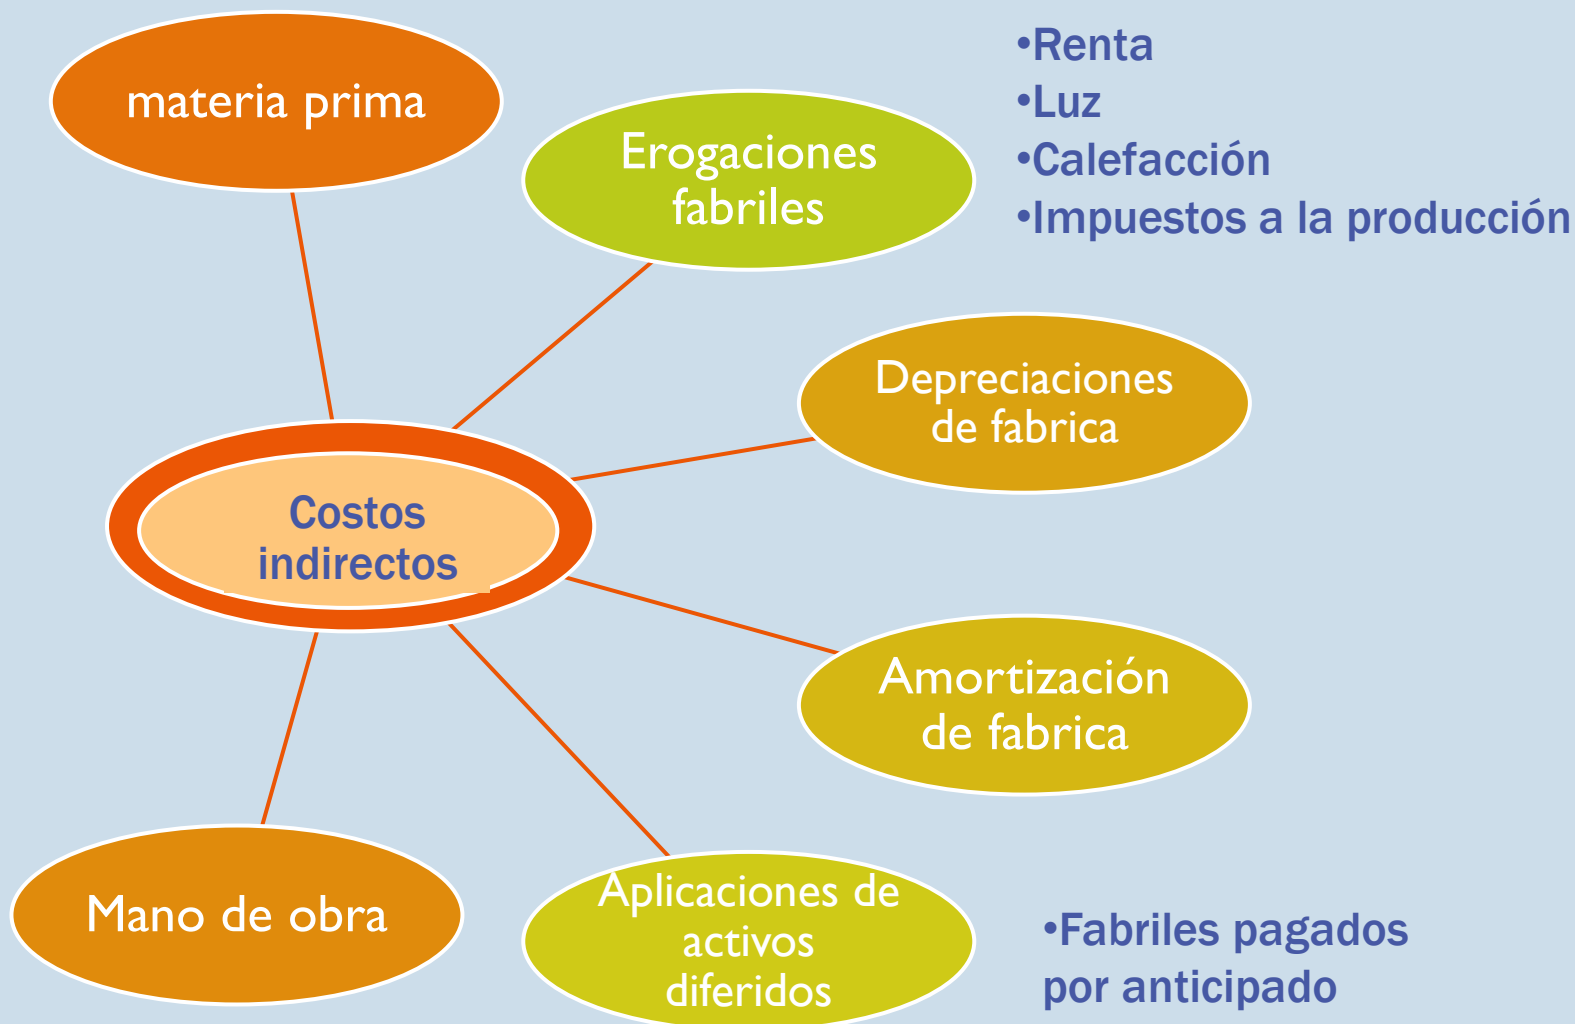 materia prima
Erogaciones
fabriles
•Renta
•Luz
•Calefacción
•Impuestos a la producción
Depreciaciones
de fabrica
Costos
indirectos
Amortización
de fabrica
Mano de obra
Aplicaciones de
activos
diferidos
•Fabriles pagados
por anticipado